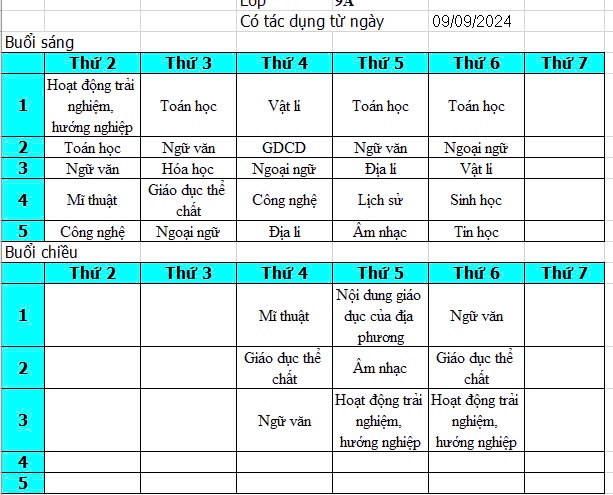 Lớp 9A
Có tác dụng từ ngày 09/09/2024
Buổi sáng
Thứ 2 Thứ 3 Thứ 4 Thứ 5 Thứ 6 Thứ 7
1 Hoạt động trải nghiệm, hướng nghiệp Toán học Vật lí Toán học Toán học
2 Toán học Ngữ văn GDCD Ngữ văn Ngoại ngữ
3 Ngữ văn Hóa học Ngoại ngữ Địa lí Vật lí
4 Mĩ thuật Giáo dục thể chất Công nghệ Lịch sử Sinh học
5 Công nghệ Ngoại ngữ Địa lí Âm nhạc Tin học
Buổi chiều
Thứ 2 Thứ 3 Thứ 4 Thứ 5 Thứ 6 Thứ 7
1 Mĩ thuật Nội dung giáo dục của địa phương Ngữ văn
2 Giáo dục thể chất Âm nhạc Giáo dục thể chất
3 Ngữ văn Hoạt động trải nghiệm, hướng nghiệp Hoạt động trải nghiệm, hướng nghiệp
4
5